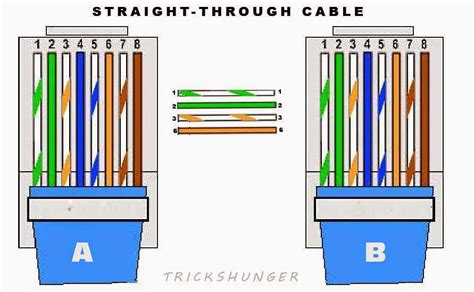 STRAIGHT-THROUGH CABLE
1 2 3 4 5 6 7 8
1 1
2 2
3 3
6 6
1 2 3 4 5 6 7 8
A
B
TRICKSHUNGER